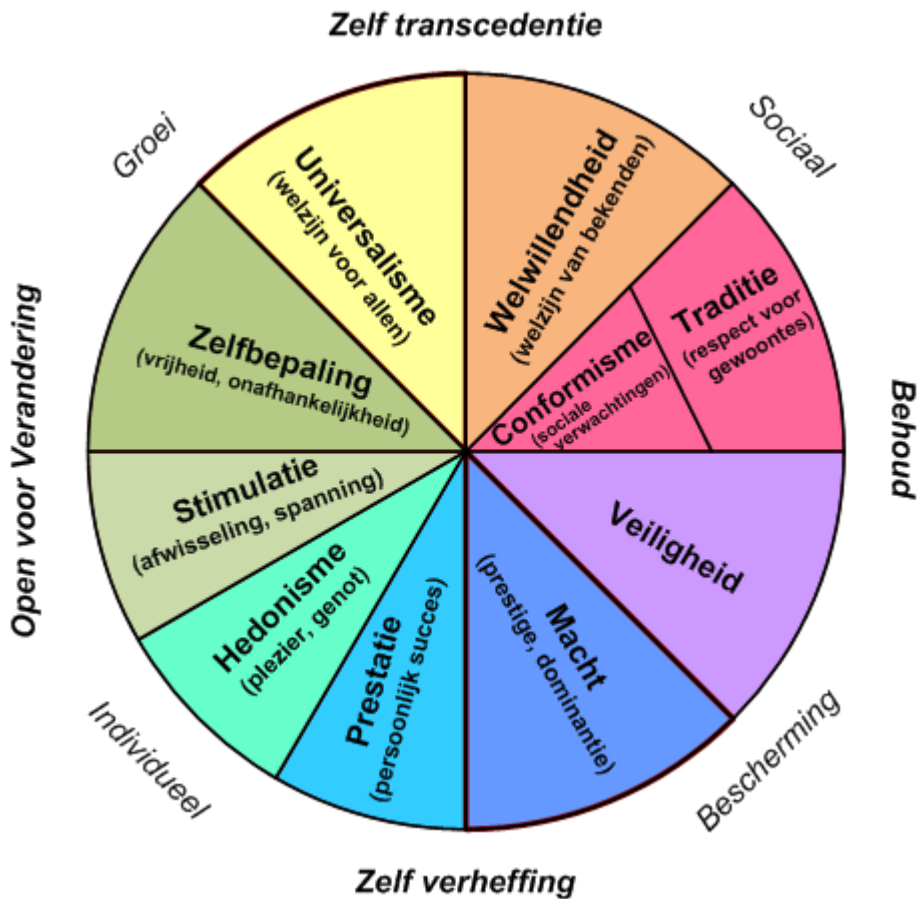 Zelf transcedentie
Groei
Sociaal
Universalisme
(welzijn voor allen)
Welwillendheid
(welzijn van bekenden)
Traditie
(respect voor
gewoontes)
Conformisme
(sociale
verwachtingen)
Zelfbepaling
(vrijheid, onafhankelijkheid)
Open voor Verandering
Behoud
Stimulatie
(afwisseling, spanning)
Veiligheid
Hedonisme
(plezier, genot)
Prestatie
(persoonlijk succes)
Macht
(prestige, dominantie)
Individueel
Bescherming
Zelf verheffing